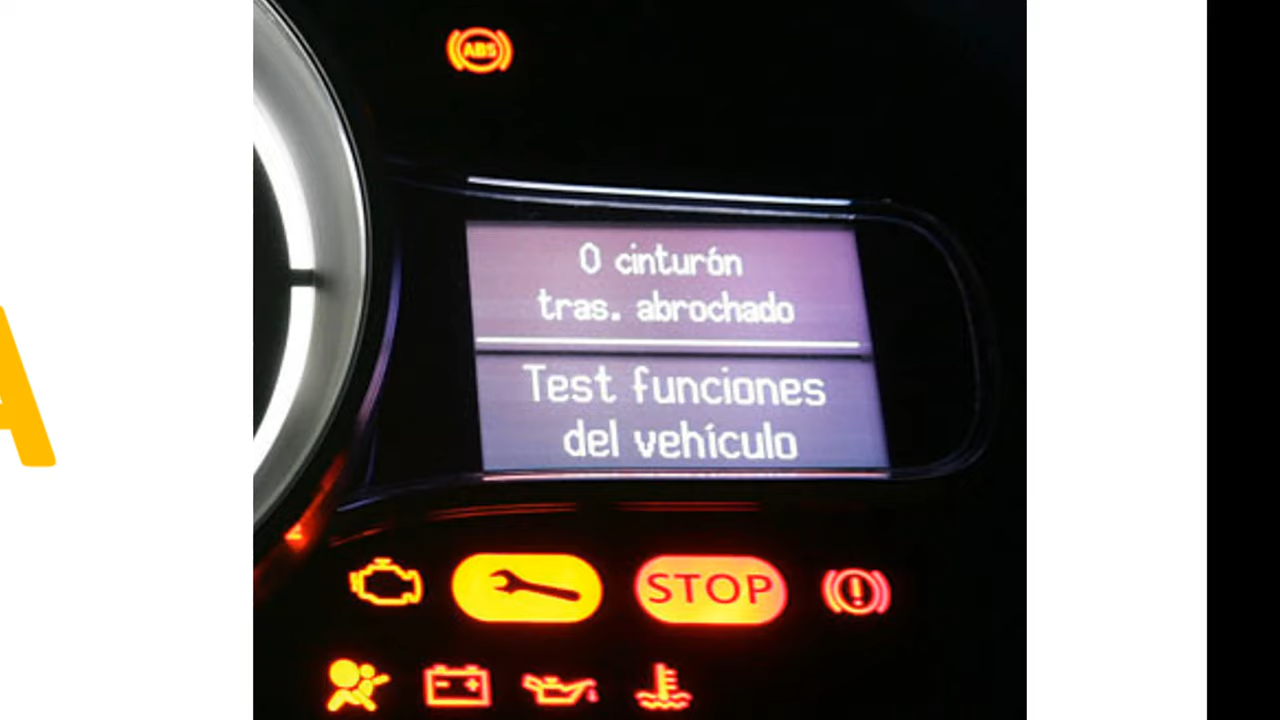 A
ABS
0 cinturón
tras. abrochado
Test funciones
del vehículo
STOP